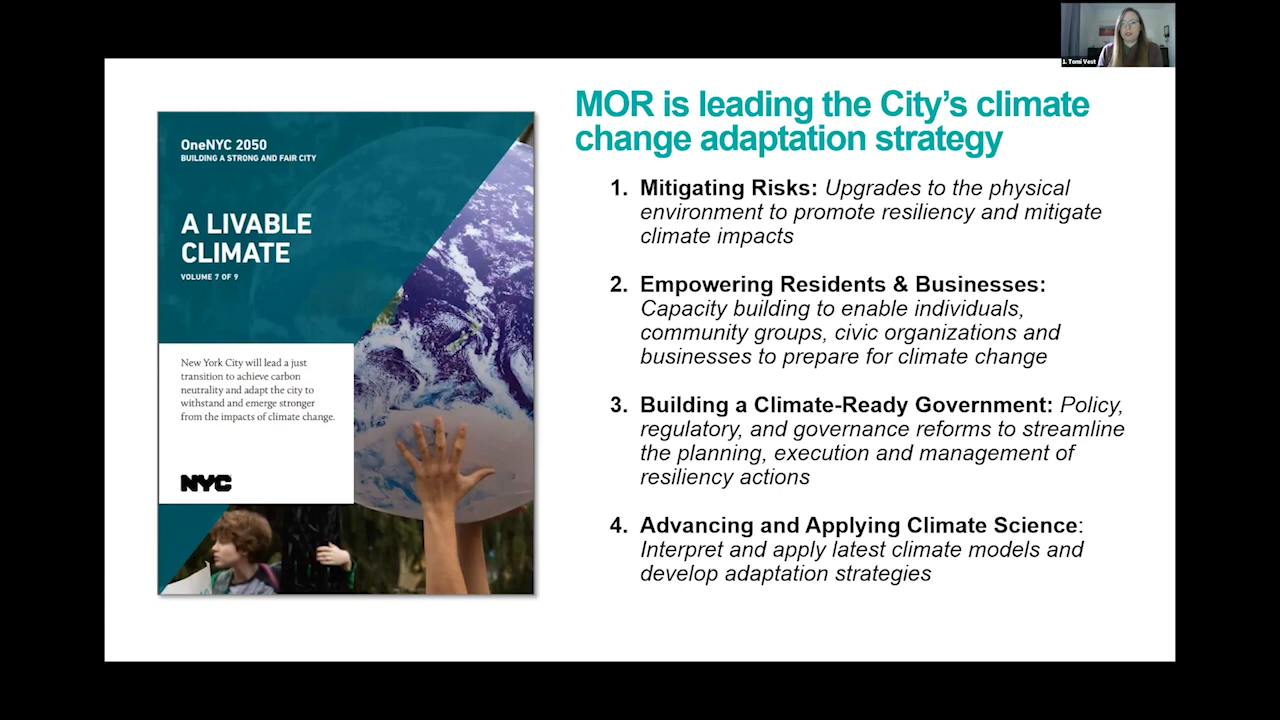 1. Tomi Vest
MOR is leading the City's climate
change adaptation strategy
OneNYC 2050
BUILDING A STRONG AND FAIR CITY
A LIVABLE
CLIMATE
VOLUME 7 OF 9
New York City will lead a just
transition to achieve carbon
neutrality and adapt the city to
withstand and emerge stronger
from the impacts of climate change.
NYC
1. Mitigating Risks: Upgrades to the physical
environment to promote resiliency and mitigate
climate impacts
2. Empowering Residents & Businesses:
Capacity building to enable individuals,
community groups, civic organizations and
businesses to prepare for climate change
3. Building a Climate-Ready Government: Policy,
regulatory, and governance reforms to streamline
the planning, execution and management of
resiliency actions
4. Advancing and Applying Climate Science:
Interpret and apply latest climate models and
develop adaptation strategies